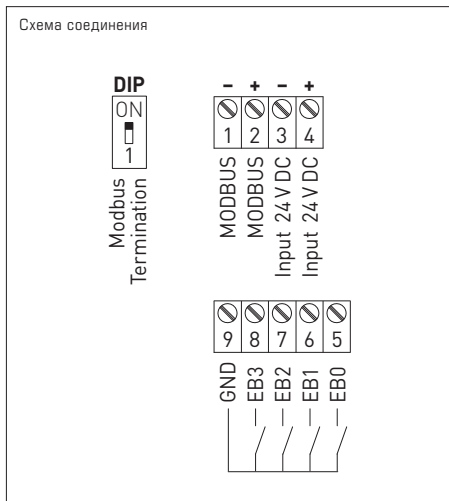 Схема соединения
DIP
ON
1
Modbus
Termination
– + – +
1 2 3 4
MODBUS
MODBUS
Input 24 V DC
Input 24 V DC
9 8 7 6 5
GND
EB3
EB2
EB1
EB0